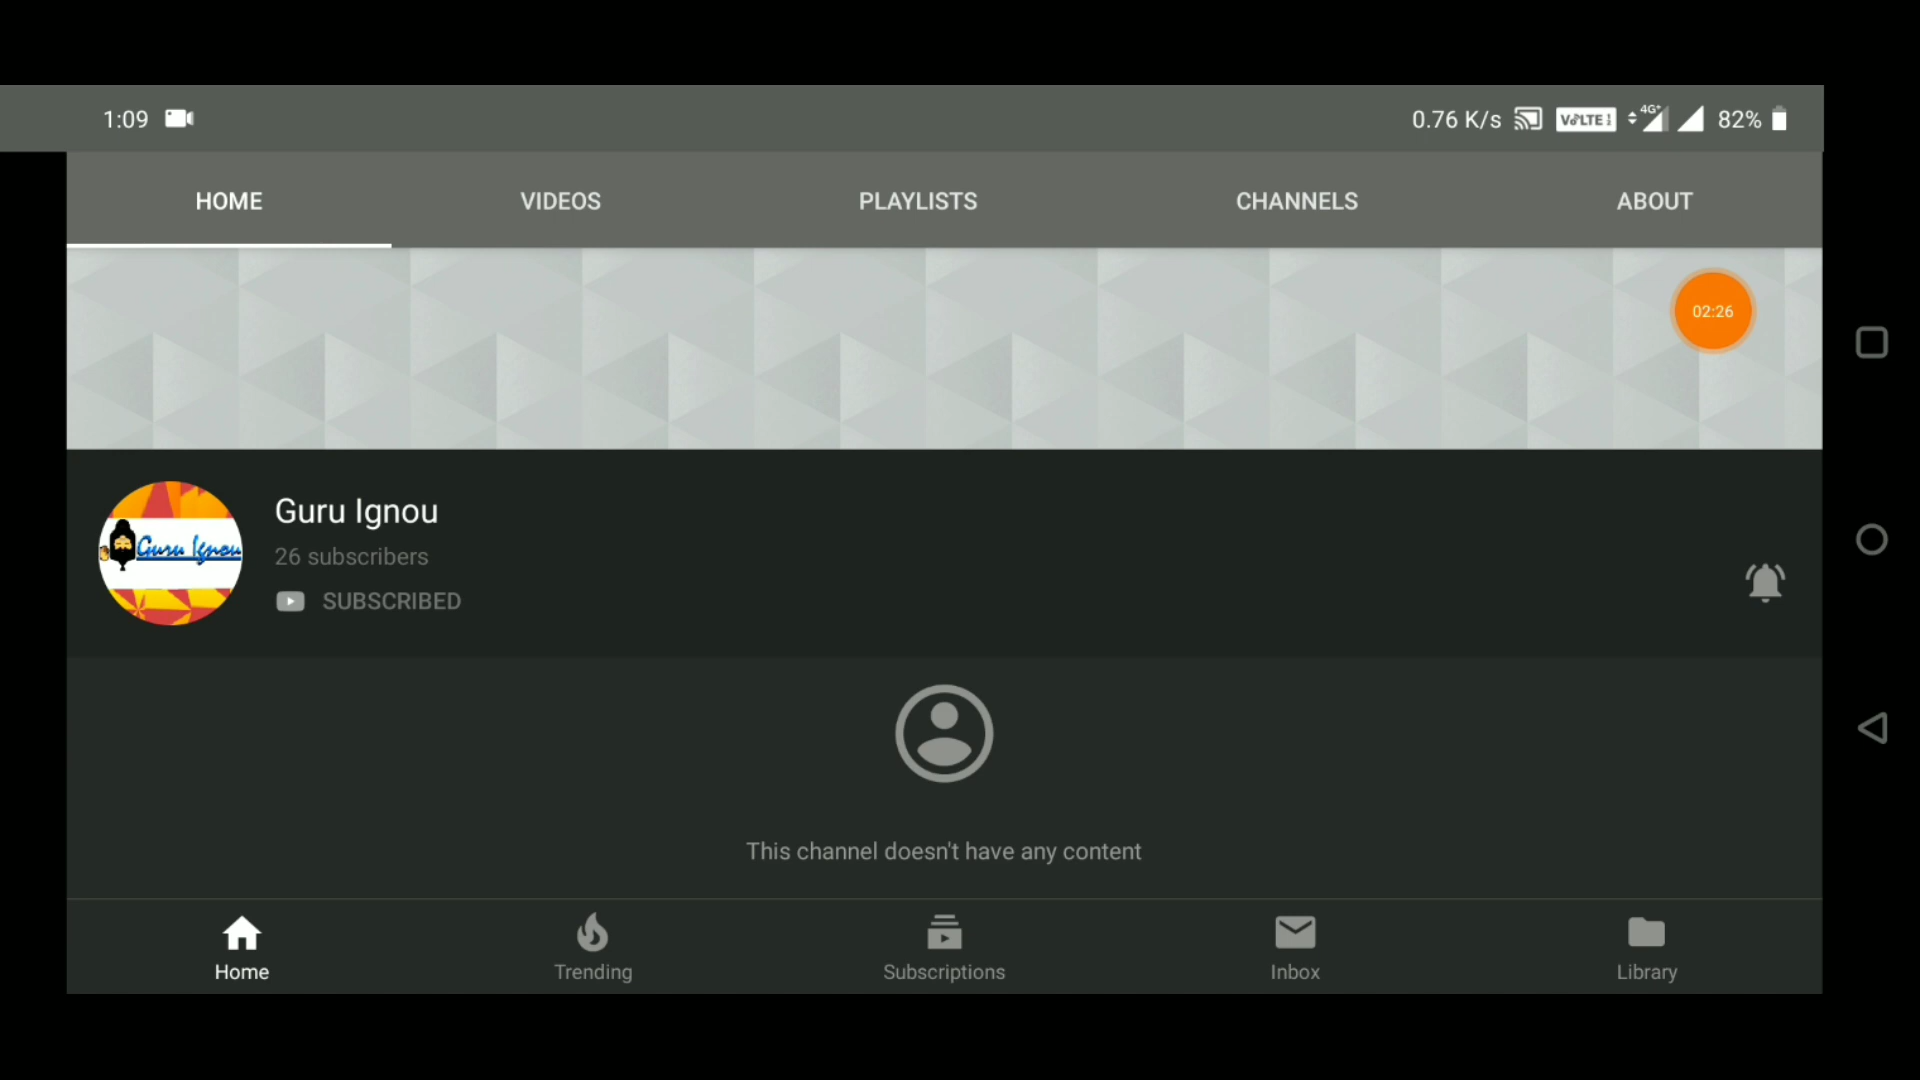 1:09 0.76 K/s VoLTE 1 4G+ 82%
HOME VIDEOS PLAYLISTS CHANNELS ABOUT
02:26
Guru Ignou
Guru Ignou
26 subscribers
SUBSCRIBED
This channel doesn't have any content
Home Trending Subscriptions Inbox Library